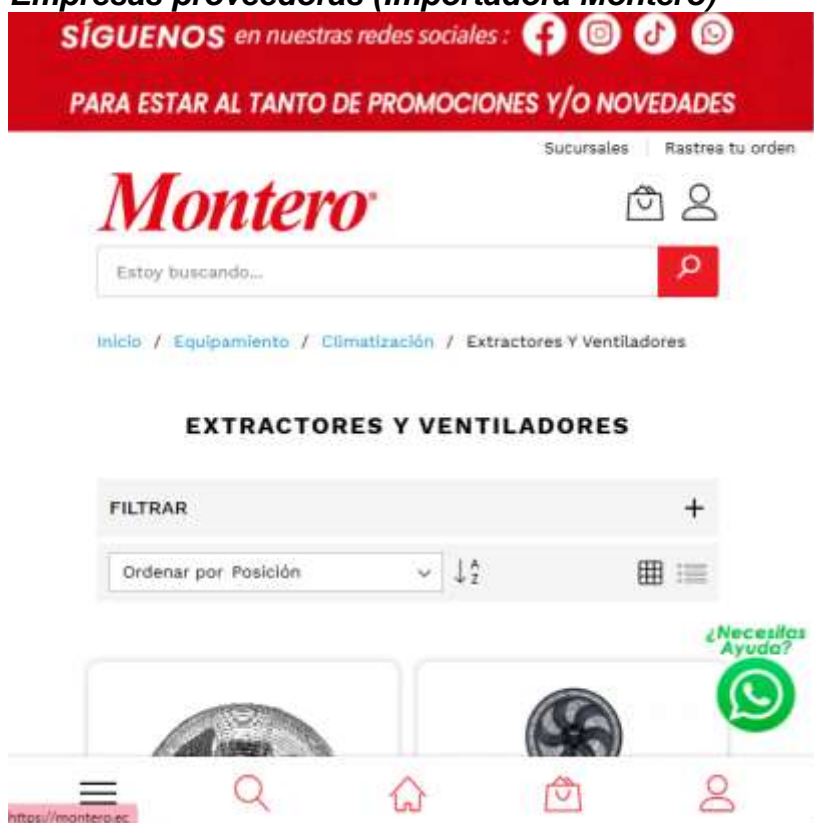 Empresas proveedoras (Importadora Montero)
SÍGUENOS en nuestras redes sociales :
PARA ESTAR AL TANTO DE PROMOCIONES Y/O NOVEDADES
Sucursales | Rastrea tu orden
Montero
Estoy buscando...
Inicio / Equipamiento / Climatización / Extractores Y Ventiladores
EXTRACTORES Y VENTILADORES
FILTRAR +
Ordenar por Posición
¿Necesitas
Ayuda?
https://montero.ec